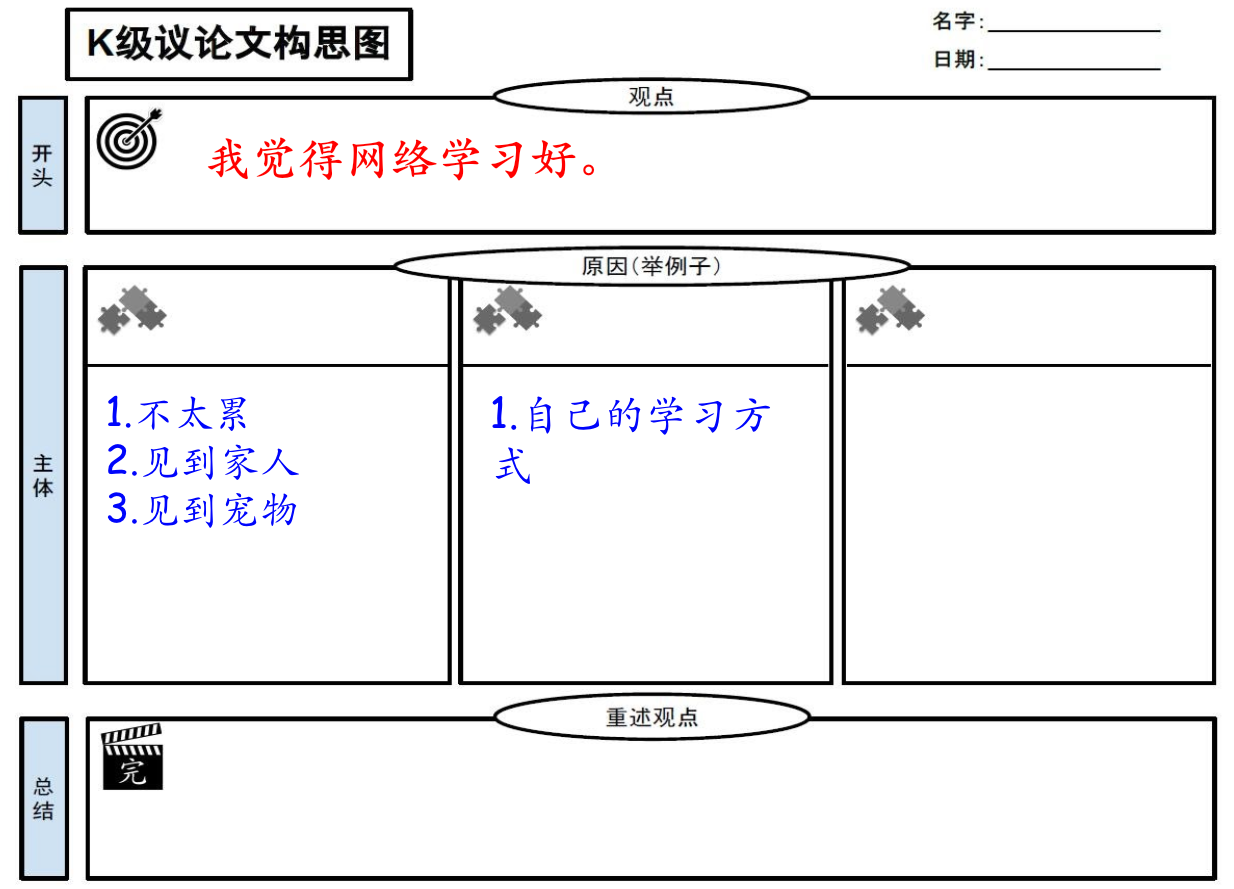 K级议论文构思图
名字:
日期:
观点
开
头
我觉得网络学习好。
原因(举例子)
主
体
1.不太累
2.见到家人
3.见到宠物
1.自己的学习方
式
重述观点
总
结
完